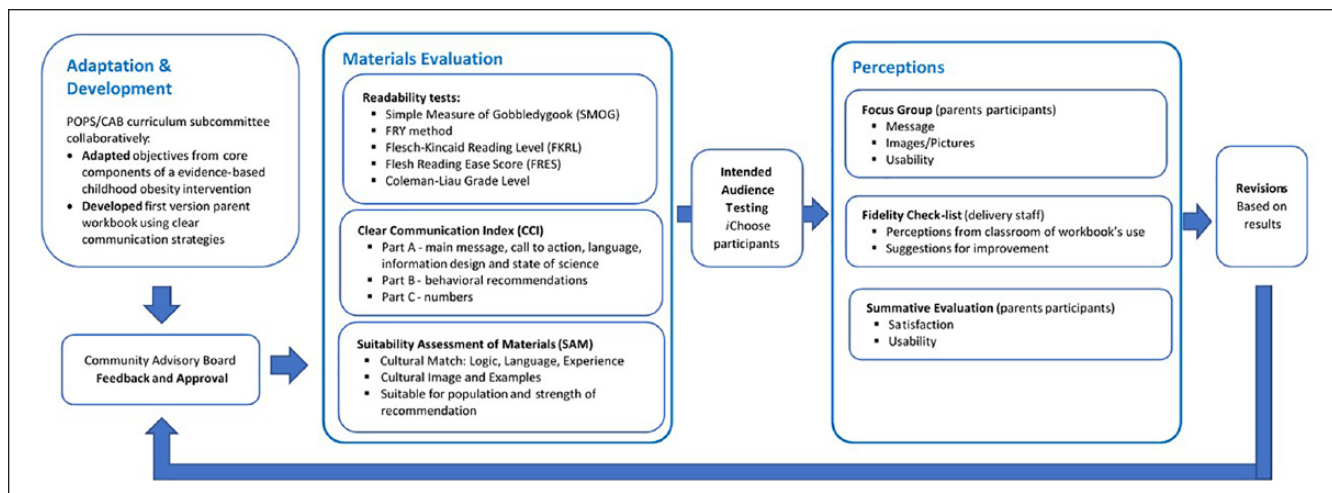 Adaptation &
Development
POPS/CAB curriculum subcommittee
collaboratively:
• Adapted objectives from core
components of a evidence-based
childhood obesity intervention
• Developed first version parent
workbook using clear
communication strategies
Community Advisory Board
Feedback and Approval
Materials Evaluation
Readability tests:
▪ Simple Measure of Gobbledygook (SMOG)
▪ FRY method
▪ Flesch-Kincaid Reading Level (FKRL)
▪ Flesh Reading Ease Score (FRES)
▪ Coleman-Liau Grade Level
Clear Communication Index (CCI)
▪ Part A - main message, call to action, language,
information design and state of science
▪ Part B - behavioral recommendations
▪ Part C - numbers
Suitability Assessment of Materials (SAM)
▪ Cultural Match: Logic, Language, Experience
▪ Cultural Image and Examples
▪ Suitable for population and strength of
recommendation
Intended
Audience
Testing
iChoose
participants
Perceptions
Focus Group (parents participants)
▪ Message
▪ Images/Pictures
▪ Usability
Fidelity Check-list (delivery staff)
▪ Perceptions from classroom of workbook's use
▪ Suggestions for improvement
Summative Evaluation (parents participants)
▪ Satisfaction
▪ Usability
Revisions
Based on
results